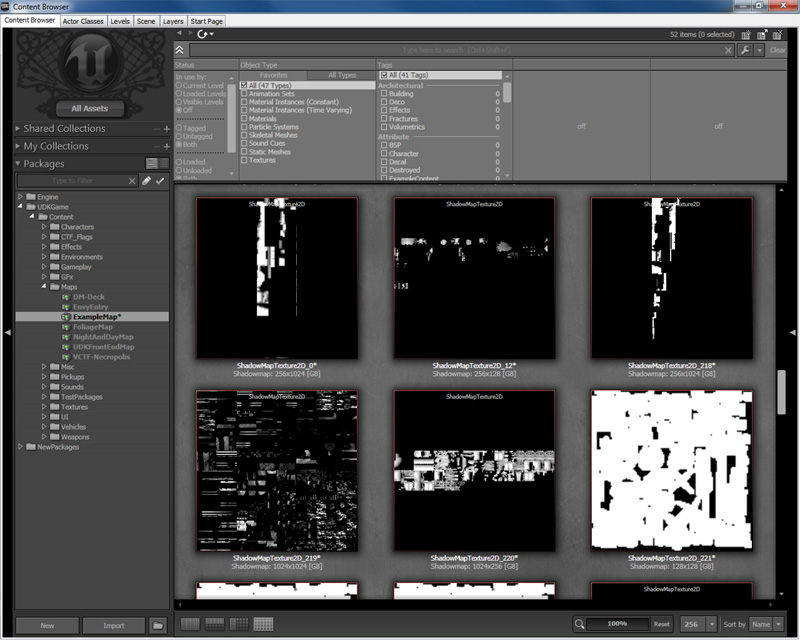 Content Browser
Content Browser Actor Classes Levels Scene Layers Start Page
52 items (0 selected)
Type here to search (Ctrl+Shift+F)
Clear
All Assets
Shared Collections
My Collections
Packages
Type to Filter
Engine
UDKGame
Content
Characters
CTF_Flags
Effects
Environments
Gameplay
GFx
Maps
DM-Deck
EnvyEntry
ExampleMap*
FoliageMap
NightAndDayMap
UDKFrontEndMap
VCTF-Necropolis
Misc
Pickups
Sounds
TestPackages
Textures
UI
Vehicles
Weapons
NewPackages
New Import
Status
In use by:
Current Level
Loaded Levels
Visible Levels
Off
Tagged
Untagged
Both
Loaded
Unloaded
Both
Object Type
Favorites All Types
All (47 Types)
Animation Sets
Material Instances (Constant)
Material Instances (Time Varying)
Materials
Particle Systems
Skeletal Meshes
Sound Cues
Static Meshes
Textures
Tags
All (41 Tags)
Architectural
Building 0
Deco 0
Effects 0
Fractures 0
Volumetrics 0
Attribute
BSP 0
Character 0
Decal 0
Destroyed 0
ExampleContent 0
off off
ShadowMapTexture2D ShadowMapTexture2D ShadowMapTexture2D
ShadowMapTexture2D_0* ShadowMapTexture2D_12* ShadowMapTexture2D_218*
Shadowmap: 256x1024 [G8] Shadowmap: 256x128 [G8] Shadowmap: 256x1024 [G8]
ShadowMapTexture2D ShadowMapTexture2D
ShadowMapTexture2D_219* ShadowMapTexture2D_220* ShadowMapTexture2D_221*
Shadowmap: 1024x1024 [G8] Shadowmap: 1024x256 [G8] Shadowmap: 128x128 [G8]
ShadowMapTexture2D
100% Reset 256 Sort by Name